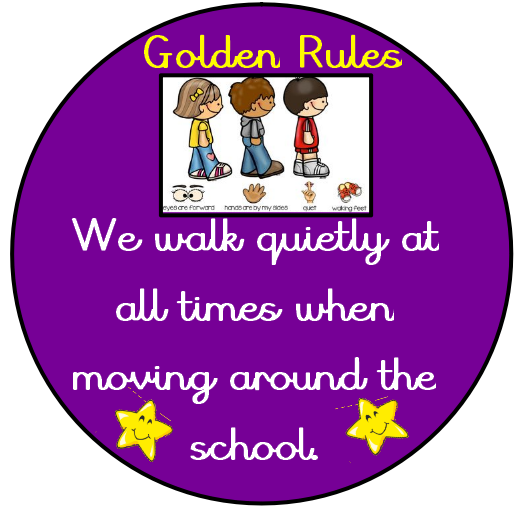 Golden Rules
eyes are forward hands are by my sides quiet walking feet
We walk quietly at
all times when
moving around the
school.